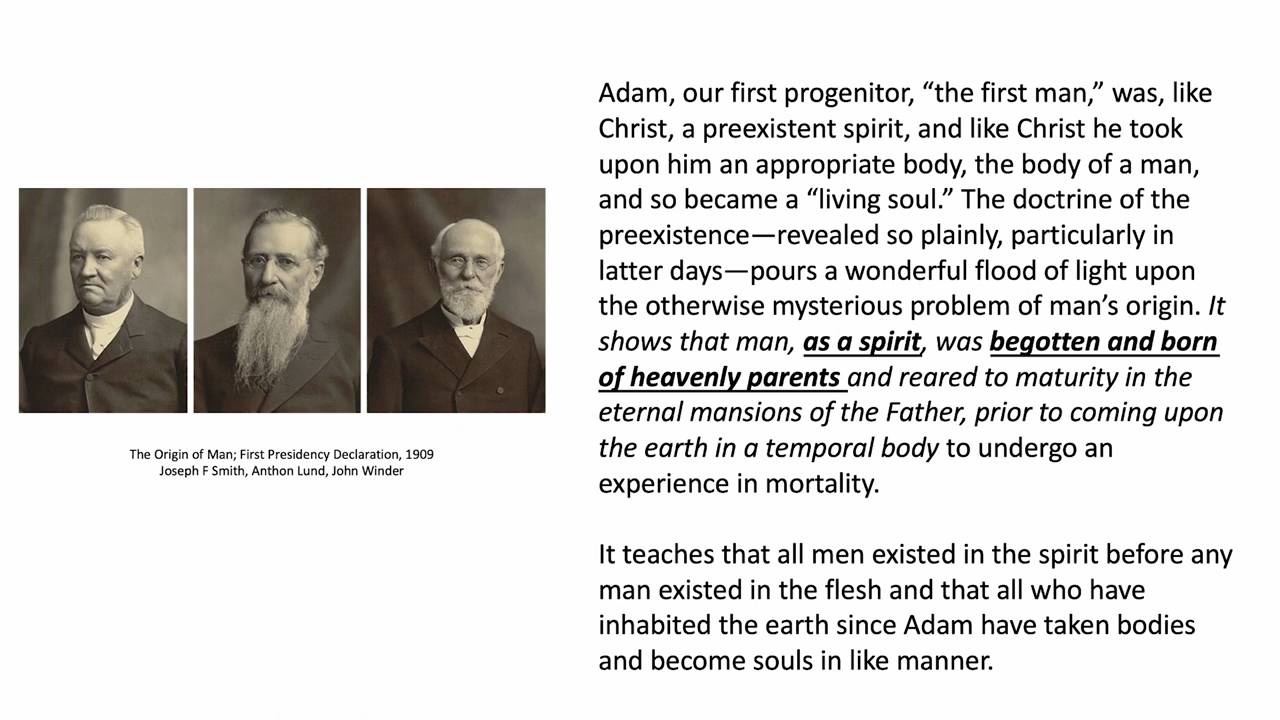 Adam, our first progenitor, “the first man,” was, like
Christ, a preexistent spirit, and like Christ he took
upon him an appropriate body, the body of a man,
and so became a “living soul.” The doctrine of the
preexistence—revealed so plainly, particularly in
latter days—pours a wonderful flood of light upon
the otherwise mysterious problem of man’s origin. It
shows that man, as a spirit, was begotten and born
of heavenly parents and reared to maturity in the
eternal mansions of the Father, prior to coming upon
the earth in a temporal body to undergo an
experience in mortality.
It teaches that all men existed in the spirit before any
man existed in the flesh and that all who have
inhabited the earth since Adam have taken bodies
and become souls in like manner.
The Origin of Man; First Presidency Declaration, 1909
Joseph F Smith, Anthon Lund, John Winder